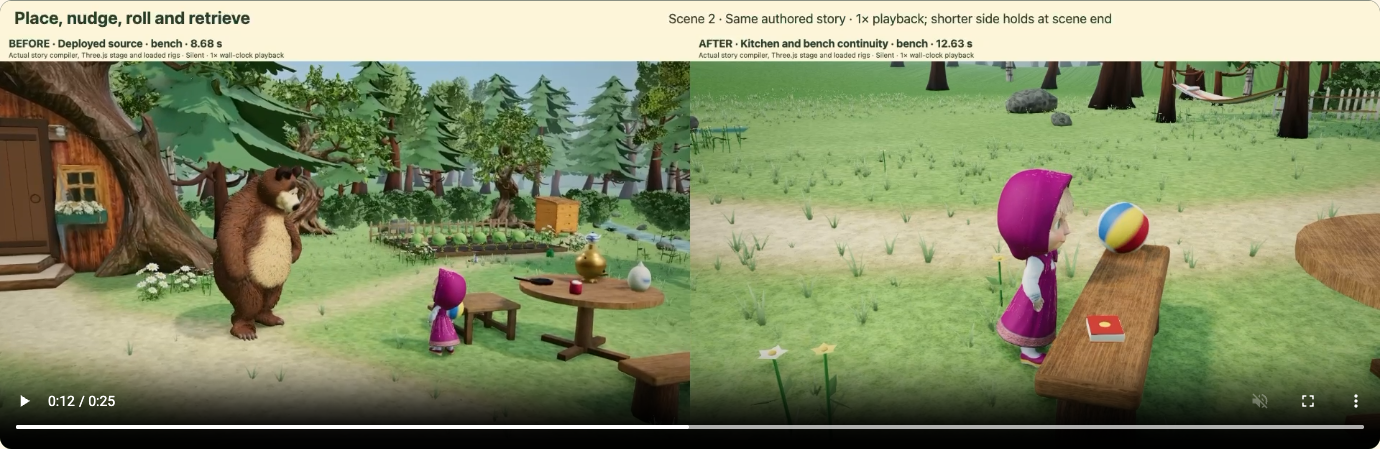 Place, nudge, roll and retrieve
Scene 2 · Same authored story · 1× playback; shorter side holds at scene end
BEFORE · Deployed source · bench · 8.68 s
Actual story compiler, Three.js stage and loaded rigs · Silent · 1× wall-clock playback
AFTER · Kitchen and bench continuity · bench · 12.63 s
Actual story compiler, Three.js stage and loaded rigs · Silent · 1× wall-clock playback
0:12 / 0:25